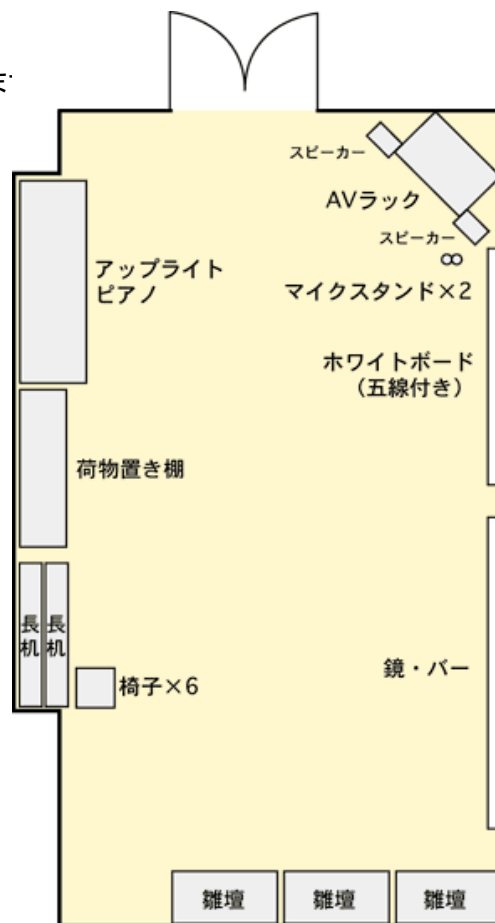 スピーカー
AVラック
スピーカー
マイクスタンド×2
アップライト
ピアノ
ホワイトボード
（五線付き）
荷物置き棚
長机
長机
椅子×6
鏡・バー
雛壇
雛壇
雛壇